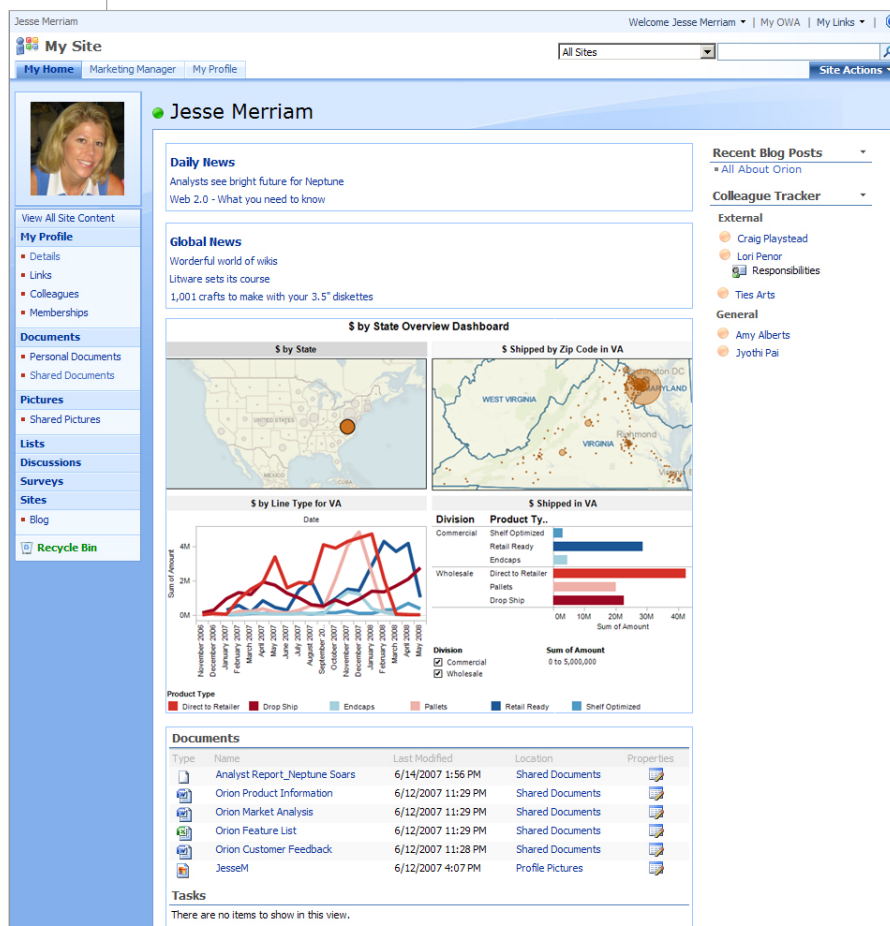 Jesse Merriam
Welcome Jesse Merriam | My OWA | My Links |
My Site
All Sites
My Home Marketing Manager My Profile
Site Actions
Jesse Merriam
View All Site Content
My Profile
Details
Links
Colleagues
Memberships
Documents
Personal Documents
Shared Documents
Pictures
Shared Pictures
Lists
Discussions
Surveys
Sites
Blog
Recycle Bin
Daily News
Analysts see bright future for Neptune
Web 2.0 - What you need to know
Global News
Worderful world of wikis
Litware sets its course
1,001 crafts to make with your 3.5" diskettes
$ by State Overview Dashboard
$ by State
UNITED STATES
MEXICO
CUBA
$ Shipped by Zip Code in VA
Washington DC
MARYLAND
WEST VIRGINIA
Richmond
VIRGINIA
$ by Line Type for VA
Date
Sum of Amount
4M
2M
0M
November 2006
December 2006
January 2007
February 2007
March 2007
April 2007
May 2007
June 2007
July 2007
August 2007
September 20..
October 2007
November 2007
December 2007
January 2008
February 2008
March 2008
April 2008
May 2008
$ Shipped in VA
Division Product Ty..
Commercial Shelf Optimized
Retail Ready
Endcaps
Wholesale Direct to Retailer
Pallets
Drop Ship
0M 10M 20M 30M 40M
Sum of Amount
Division Sum of Amount
Commercial 0 to 5,000,000
Wholesale
Product Type
Direct to Retailer Drop Ship Endcaps Pallets Retail Ready Shelf Optimized
Documents
Type Name Last Modified Location Properties
Analyst Report_Neptune Soars 6/14/2007 1:56 PM Shared Documents
Orion Product Information 6/12/2007 11:29 PM Shared Documents
Orion Market Analysis 6/12/2007 11:29 PM Shared Documents
Orion Feature List 6/12/2007 11:29 PM Shared Documents
Orion Customer Feedback 6/12/2007 11:28 PM Shared Documents
JesseM 6/12/2007 4:07 PM Profile Pictures
Tasks
There are no items to show in this view.
Recent Blog Posts
All About Orion
Colleague Tracker
External
Craig Playstead
Lori Penor
Responsibilities
Ties Arts
General
Amy Alberts
Jyothi Pai